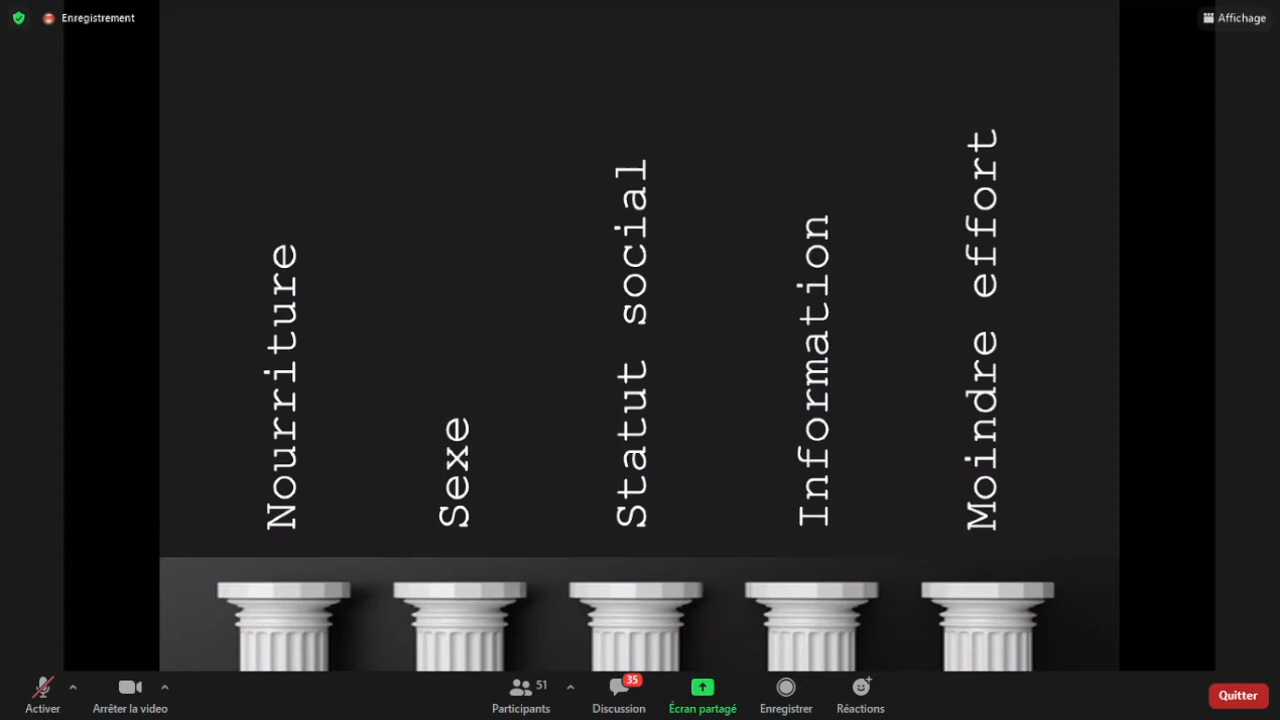 Enregistrement
Affichage
Nourriture
Sexe
Statut social
Information
Moindre effort
Activer
Arrêter la video
Participants
51
Discussion
35
Écran partagé
Enregistrer
Réactions
Quitter